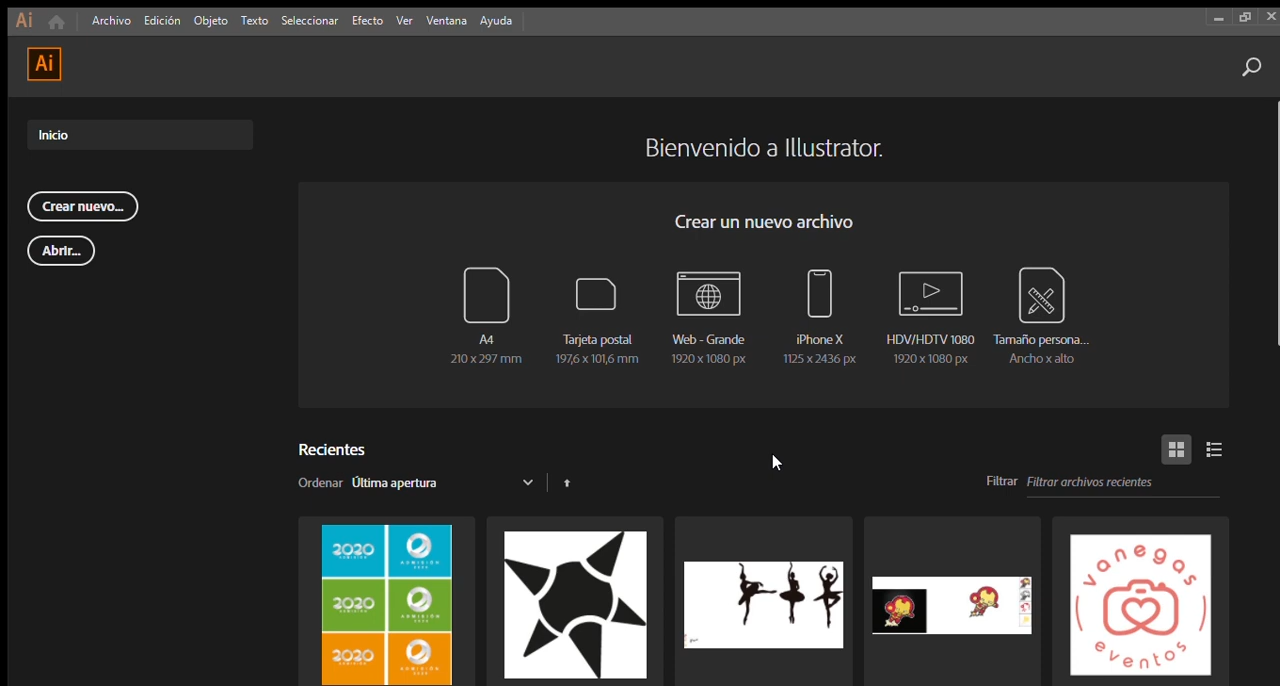 Ai Archivo Edición Objeto Texto Seleccionar Efecto Ver Ventana Ayuda
Ai
Inicio
Crear nuevo...
Abrir...
Bienvenido a Illustrator.
Crear un nuevo archivo
A4
210 x 297 mm
Tarjeta postal
197,6 x 101,6 mm
Web - Grande
1920 x 1080 px
iPhone X
1125 x 2436 px
HDV/HDTV 1080
1920 x 1080 px
Tamaño persona...
Ancho x alto
Recientes
Ordenar Última apertura
Filtrar Filtrar archivos recientes
2020
ADMISIÓN
2020
ADMISIÓN
2020
ADMISIÓN
vanegas
eventos